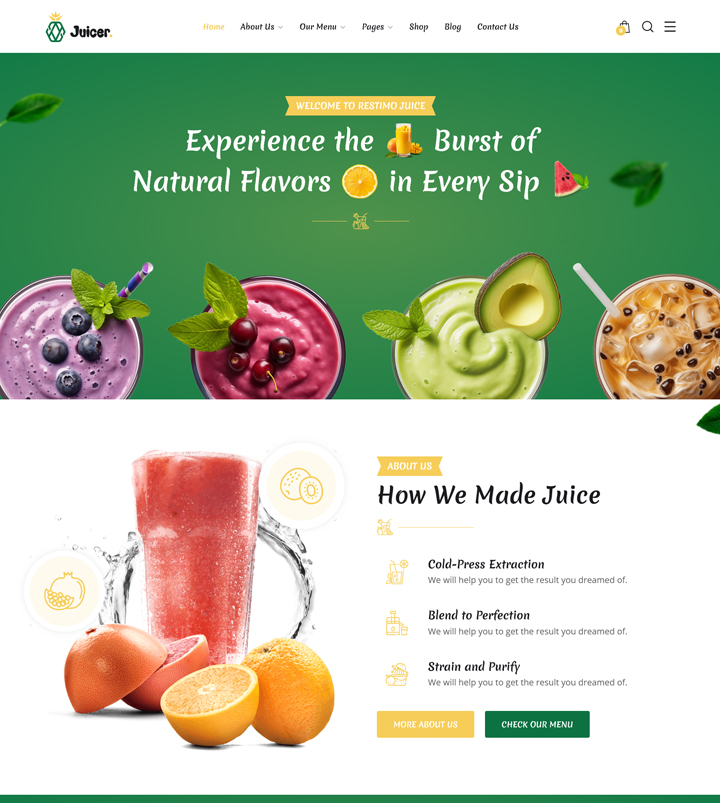 Juicer.
Home About Us Our Menu Pages Shop Blog Contact Us
0
WELCOME TO RESTIMO JUICE
Experience the Burst of
Natural Flavors in Every Sip
ABOUT US
How We Made Juice
Cold-Press Extraction
We will help you to get the result you dreamed of.
Blend to Perfection
We will help you to get the result you dreamed of.
Strain and Purify
We will help you to get the result you dreamed of.
MORE ABOUT US CHECK OUR MENU